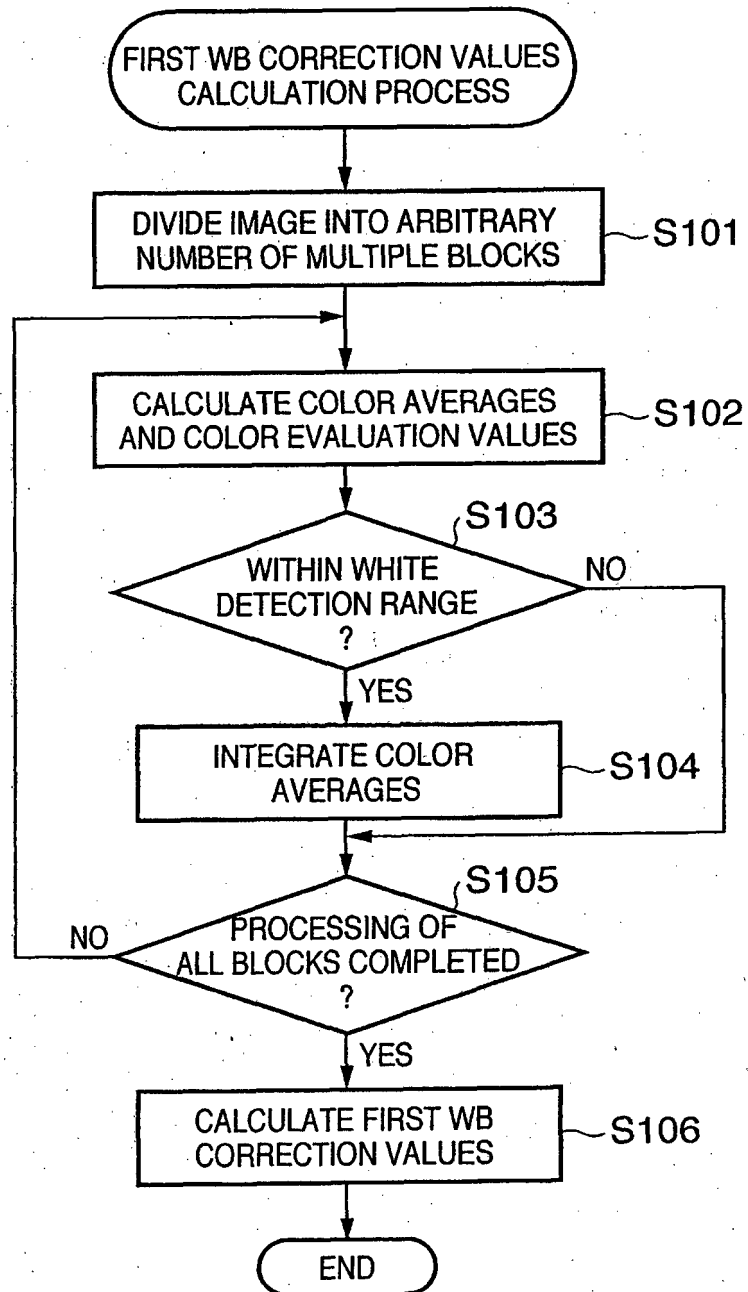 FIRST WB CORRECTION VALUES
CALCULATION PROCESS
DIVIDE IMAGE INTO ARBITRARY
NUMBER OF MULTIPLE BLOCKS
S101
CALCULATE COLOR AVERAGES
AND COLOR EVALUATION VALUES
S102
S103
WITHIN WHITE
DETECTION RANGE
?
NO
YES
INTEGRATE COLOR
AVERAGES
S104
S105
NO
PROCESSING OF
ALL BLOCKS COMPLETED
?
YES
CALCULATE FIRST WB
CORRECTION VALUES
S106
END